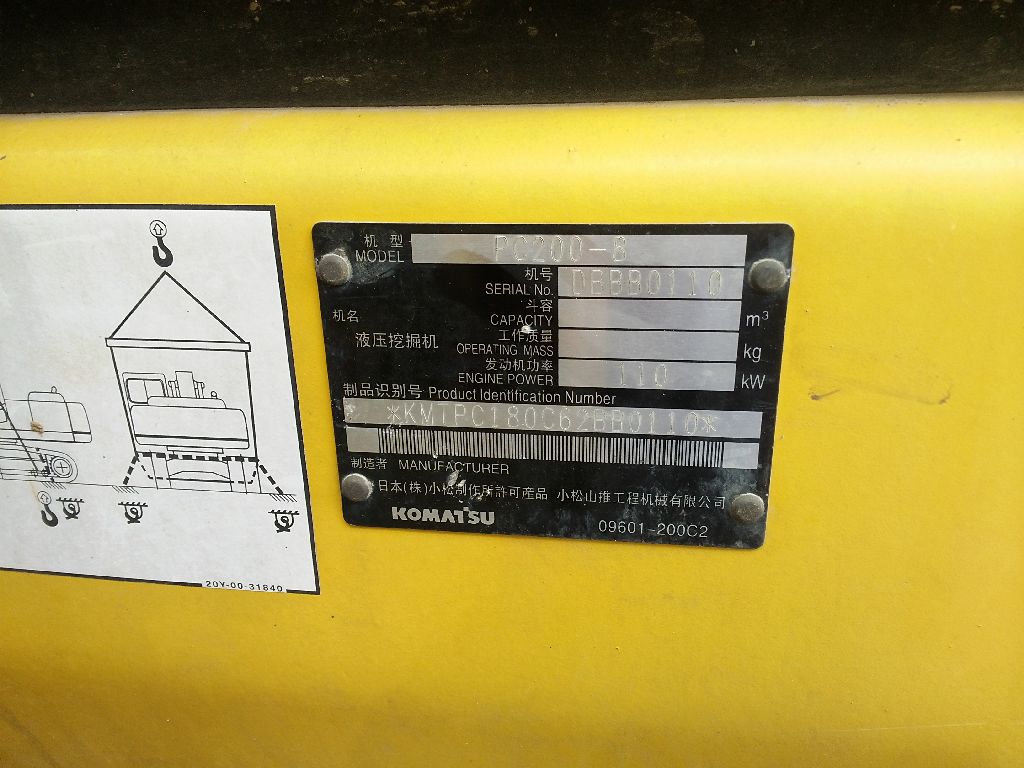 机 型 PC200-8
MODEL
机号 DBBB0110
SERIAL No.
斗容
CAPACITY m³
机名
液压挖掘机
工作质量
OPERATING MASS kg
发动机功率
ENGINE POWER 110 kW
制品识别号 Product Identification Number
*KMTPC180C62BB0110*
制造者 MANUFACTURER
日本(株)小松制作所許可産品 小松山推工程机械有限公司
KOMATSU 09601-200C2
20Y-00-31840